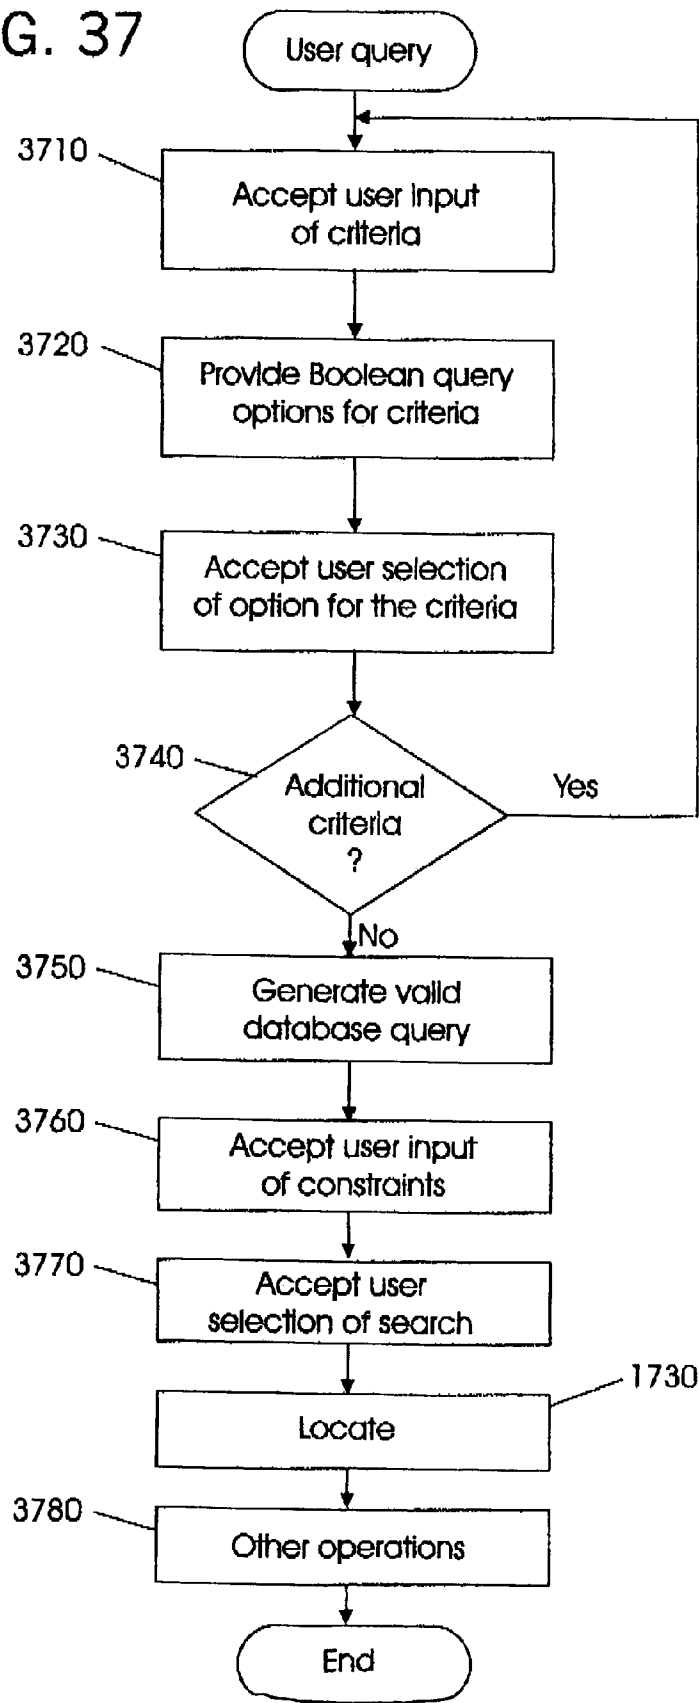 G. 37
User query
3710
Accept user input
of criteria
3720
Provide Boolean query
options for criteria
3730
Accept user selection
of option for the criteria
3740
Additional
criteria
?
Yes
No
3750
Generate valid
database query
3760
Accept user input
of constraints
3770
Accept user
selection of search
1730
Locate
3780
Other operations
End